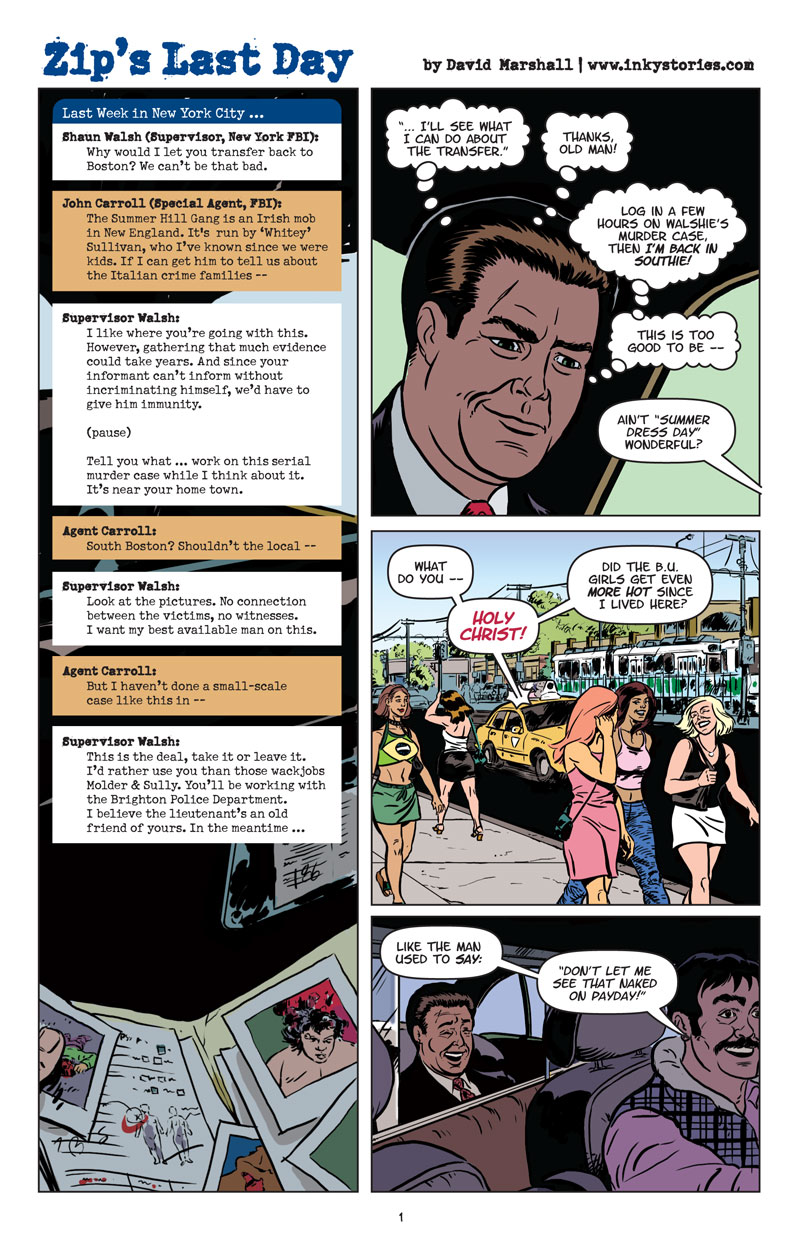 Zip's Last Day
by David Marshall | www.inkystories.com
Last Week in New York City ...
Shaun Walsh (Supervisor, New York FBI):
Why would I let you transfer back to
Boston? We can't be that bad.
John Carroll (Special Agent, FBI):
The Summer Hill Gang is an Irish mob
in New England. It's run by 'Whitey'
Sullivan, who I've known since we were
kids. If I can get him to tell us about
the Italian crime families --
Supervisor Walsh:
I like where you're going with this.
However, gathering that much evidence
could take years. And since your
informant can't inform without
incriminating himself, we'd have to
give him immunity.
(pause)
Tell you what ... work on this serial
murder case while I think about it.
It's near your home town.
Agent Carroll:
South Boston? Shouldn't the local --
Supervisor Walsh:
Look at the pictures. No connection
between the victims, no witnesses.
I want my best available man on this.
Agent Carroll:
But I haven't done a small-scale
case like this in --
Supervisor Walsh:
This is the deal, take it or leave it.
I'd rather use you than those wackjobs
Molder & Sully. You'll be working with
the Brighton Police Department.
I believe the lieutenant's an old
friend of yours. In the meantime ...
"... I'LL SEE WHAT
I CAN DO ABOUT
THE TRANSFER."
THANKS,
OLD MAN!
LOG IN A FEW
HOURS ON WALSHIE'S
MURDER CASE,
THEN I'M BACK IN
SOUTHIE!
THIS IS TOO
GOOD TO BE --
AIN'T "SUMMER
DRESS DAY"
WONDERFUL?
WHAT
DO YOU --
HOLY
CHRIST!
DID THE B.U.
GIRLS GET EVEN
MORE HOT SINCE
I LIVED HERE?
LIKE THE MAN
USED TO SAY:
"DON'T LET ME
SEE THAT NAKED
ON PAYDAY!"
1